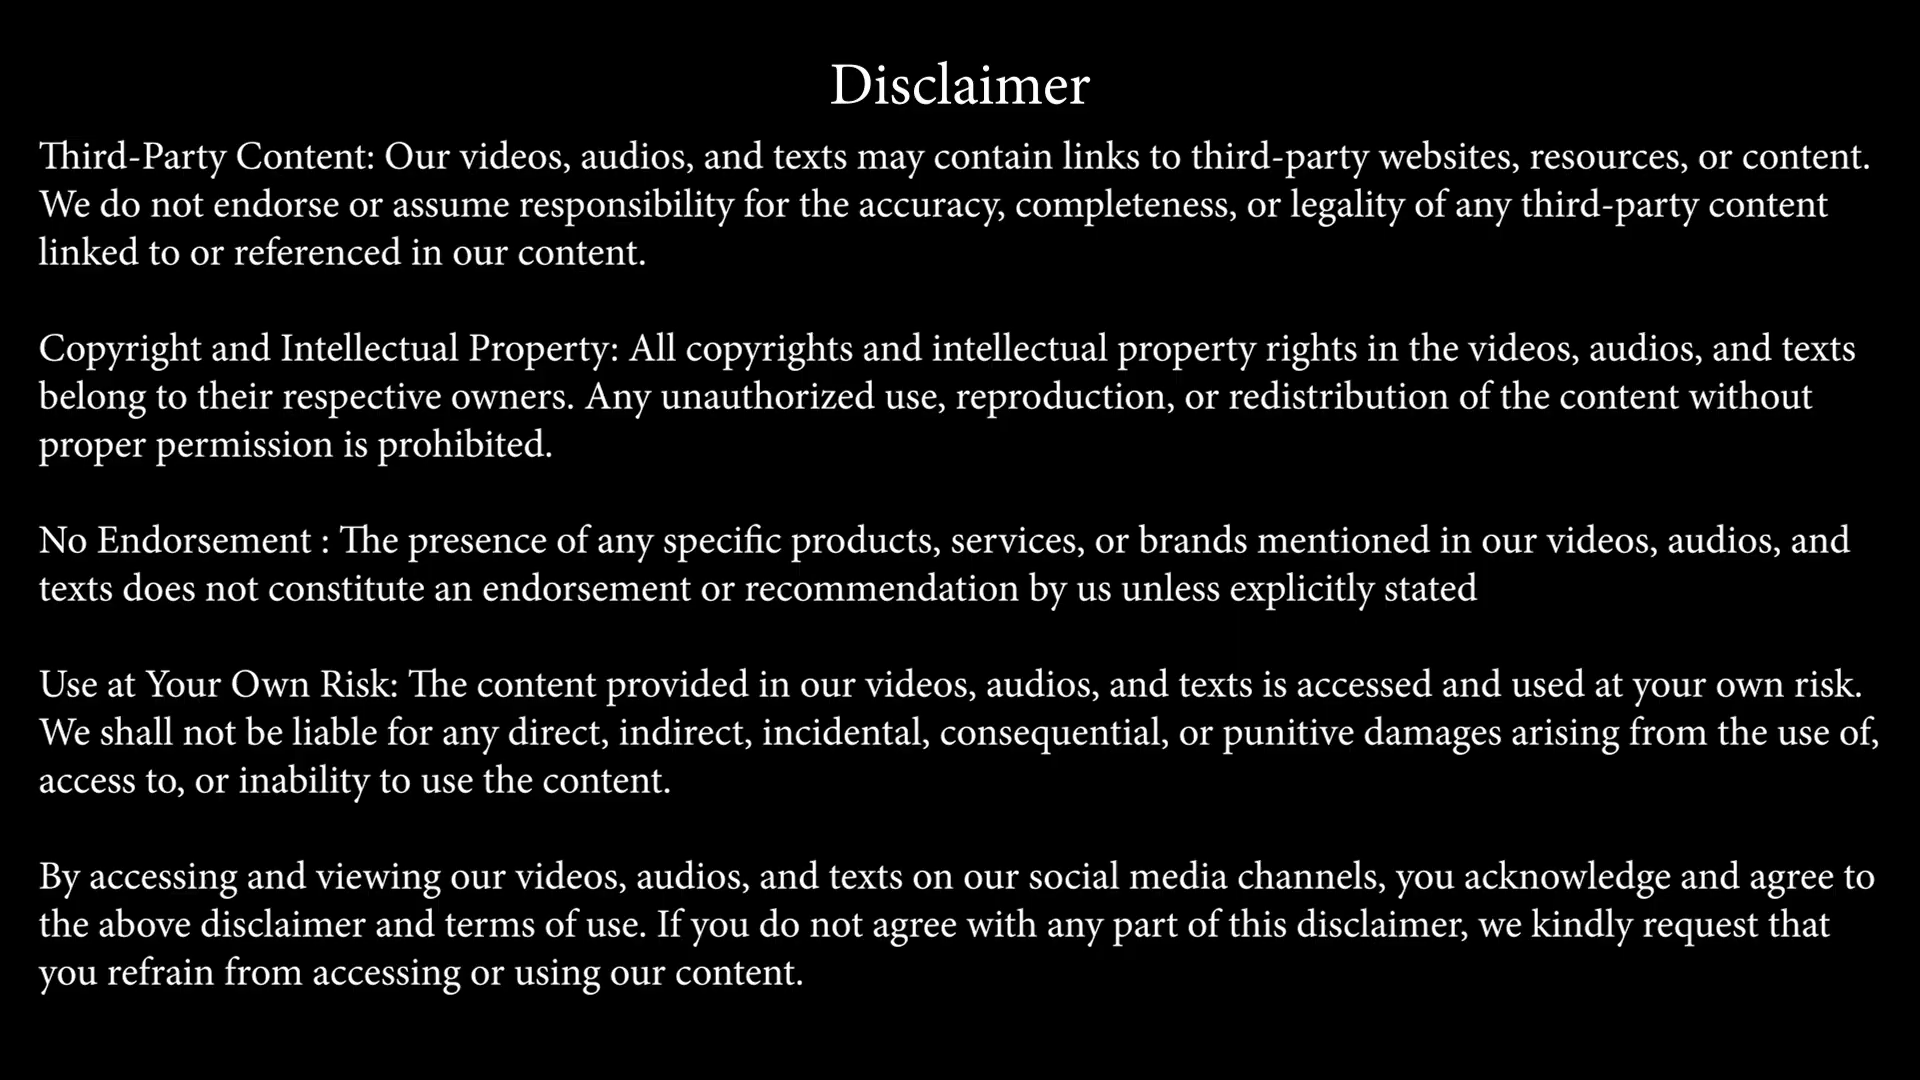 Disclaimer
Third-Party Content: Our videos, audios, and texts may contain links to third-party websites, resources, or content.
We do not endorse or assume responsibility for the accuracy, completeness, or legality of any third-party content
linked to or referenced in our content.
Copyright and Intellectual Property: All copyrights and intellectual property rights in the videos, audios, and texts
belong to their respective owners. Any unauthorized use, reproduction, or redistribution of the content without
proper permission is prohibited.
No Endorsement : The presence of any specific products, services, or brands mentioned in our videos, audios, and
texts does not constitute an endorsement or recommendation by us unless explicitly stated
Use at Your Own Risk: The content provided in our videos, audios, and texts is accessed and used at your own risk.
We shall not be liable for any direct, indirect, incidental, consequential, or punitive damages arising from the use of,
access to, or inability to use the content.
By accessing and viewing our videos, audios, and texts on our social media channels, you acknowledge and agree to
the above disclaimer and terms of use. If you do not agree with any part of this disclaimer, we kindly request that
you refrain from accessing or using our content.